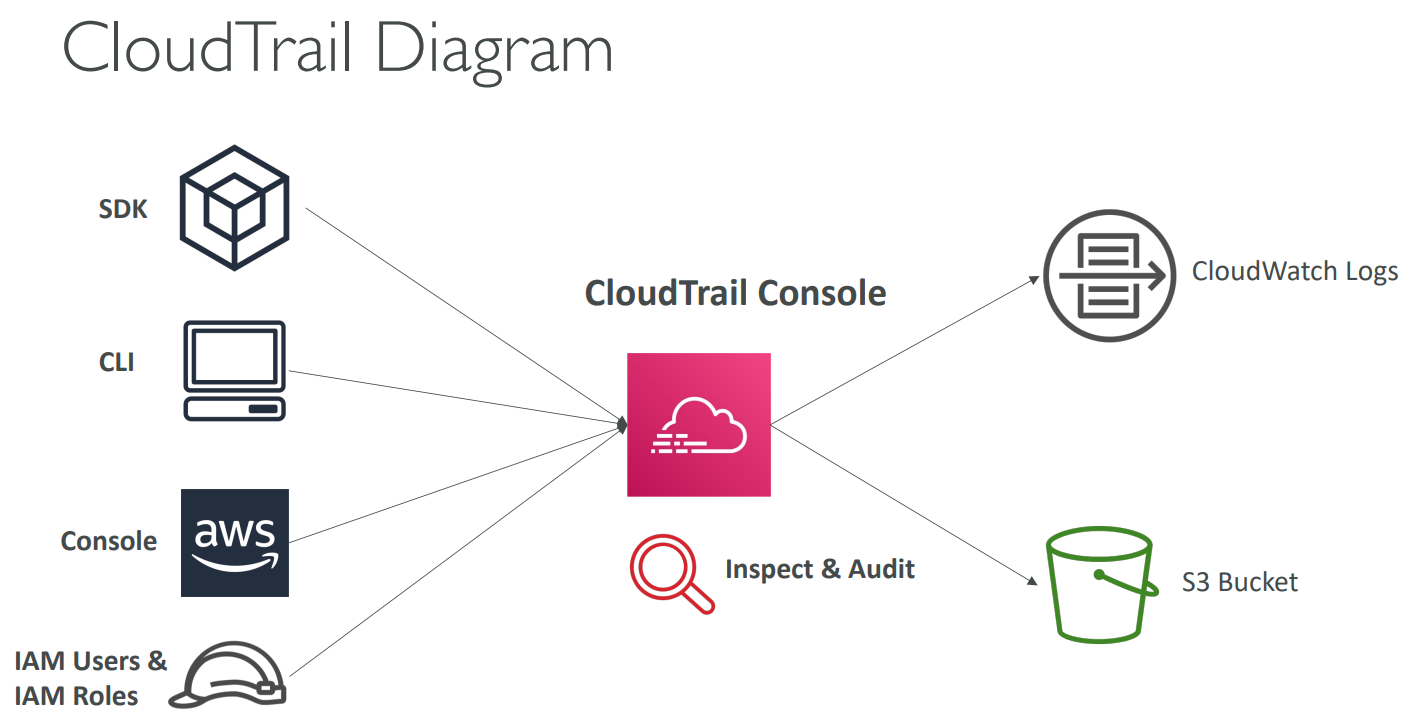 CloudTrail Diagram
SDK
CLI
Console
aws
IAM Users &
IAM Roles
CloudTrail Console
Inspect & Audit
CloudWatch Logs
S3 Bucket